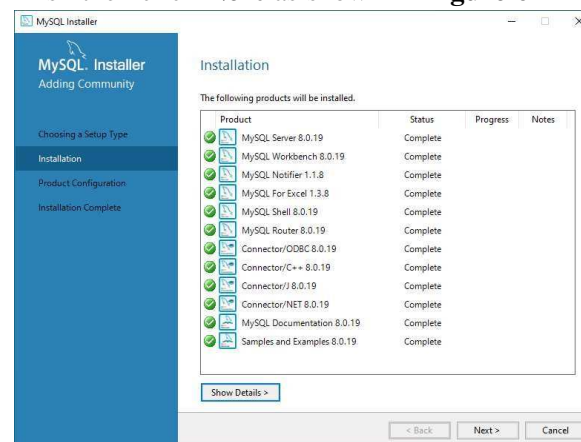 MySQL Installer
MySQL. Installer
Adding Community
Choosing a Setup Type
Installation
Product Configuration
Installation Complete
Installation
The following products will be installed.
Product Status Progress Notes
MySQL Server 8.0.19 Complete
MySQL Workbench 8.0.19 Complete
MySQL Notifier 1.1.8 Complete
MySQL For Excel 1.3.8 Complete
MySQL Shell 8.0.19 Complete
MySQL Router 8.0.19 Complete
Connector/ODBC 8.0.19 Complete
Connector/C++ 8.0.19 Complete
Connector/J 8.0.19 Complete
Connector/NET 8.0.19 Complete
MySQL Documentation 8.0.19 Complete
Samples and Examples 8.0.19 Complete
Show Details >
< Back Next > Cancel